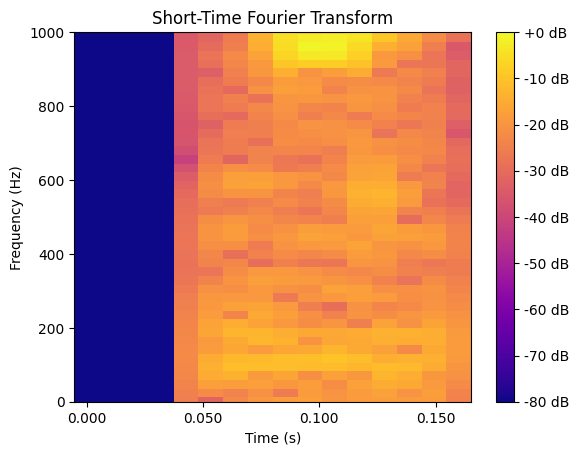 Short-Time Fourier Transform
1000
800
600
400
200
0
Frequency (Hz)
0.000
0.050
0.100
0.150
Time (s)
+0 dB
-10 dB
-20 dB
-30 dB
-40 dB
-50 dB
-60 dB
-70 dB
-80 dB